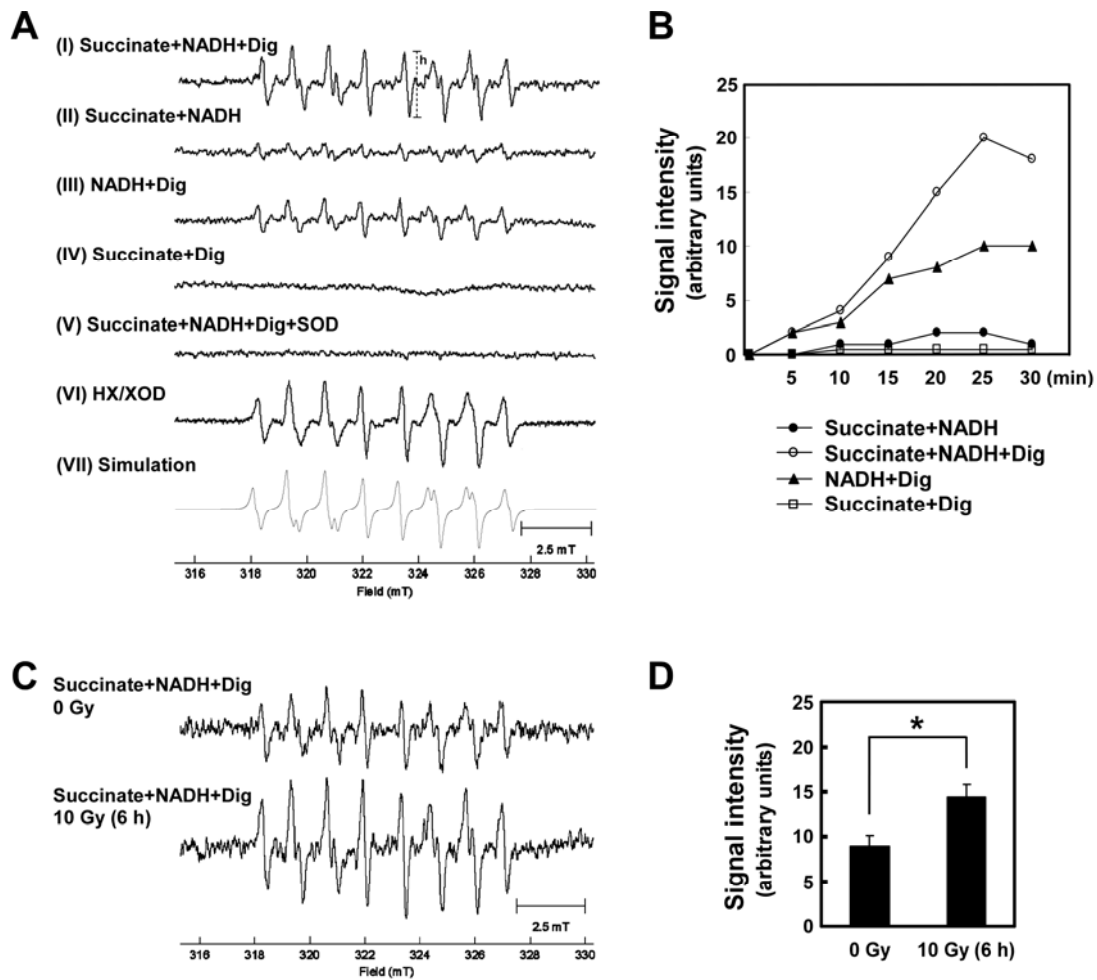 A
(I) Succinate+NADH+Dig
h
(II) Succinate+NADH
(III) NADH+Dig
(IV) Succinate+Dig
(V) Succinate+NADH+Dig+SOD
(VI) HX/XOD
(VII) Simulation
2.5 mT
316 318 320 322 324 326 328 330
Field (mT)
B
Signal intensity
(arbitrary units)
25
20
15
10
5
0
5 10 15 20 25 30 (min)
Succinate+NADH
Succinate+NADH+Dig
NADH+Dig
Succinate+Dig
C
Succinate+NADH+Dig
0 Gy
Succinate+NADH+Dig
10 Gy (6 h)
2.5 mT
316 318 320 322 324 326 328 330
Field (mT)
D
Signal intensity
(arbitrary units)
25
20
15
10
5
0
*
0 Gy 10 Gy (6 h)